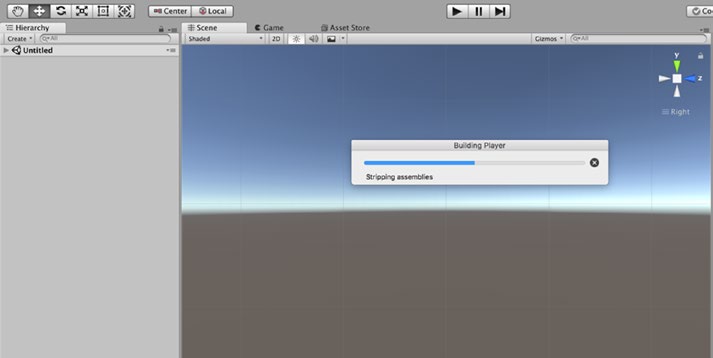 Center Local Co
Hierarchy Scene Game Asset Store
Create All Shaded 2D Gizmos All
Untitled
y
z
Right
Building Player
Stripping assemblies